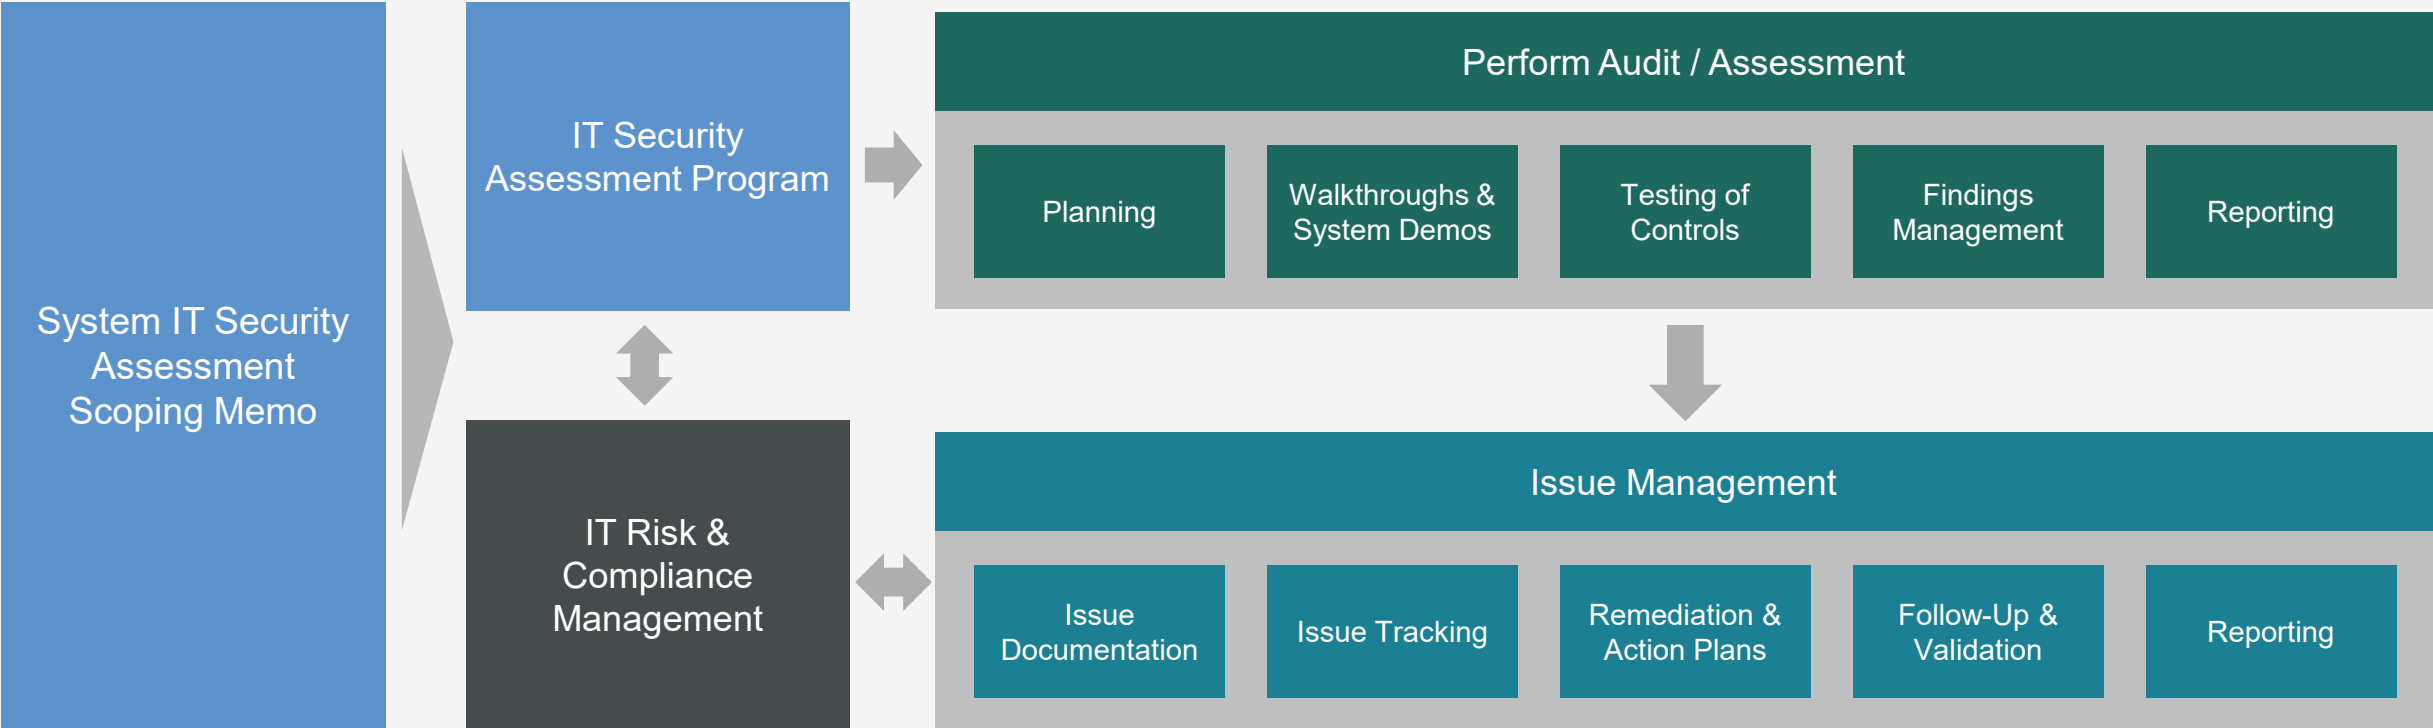 System IT Security
Assessment
Scoping Memo
IT Security
Assessment Program
IT Risk &
Compliance
Management
Perform Audit / Assessment
Planning
Walkthroughs &
System Demos
Testing of
Controls
Findings
Management
Reporting
Issue Management
Issue
Documentation
Issue Tracking
Remediation &
Action Plans
Follow-Up &
Validation
Reporting